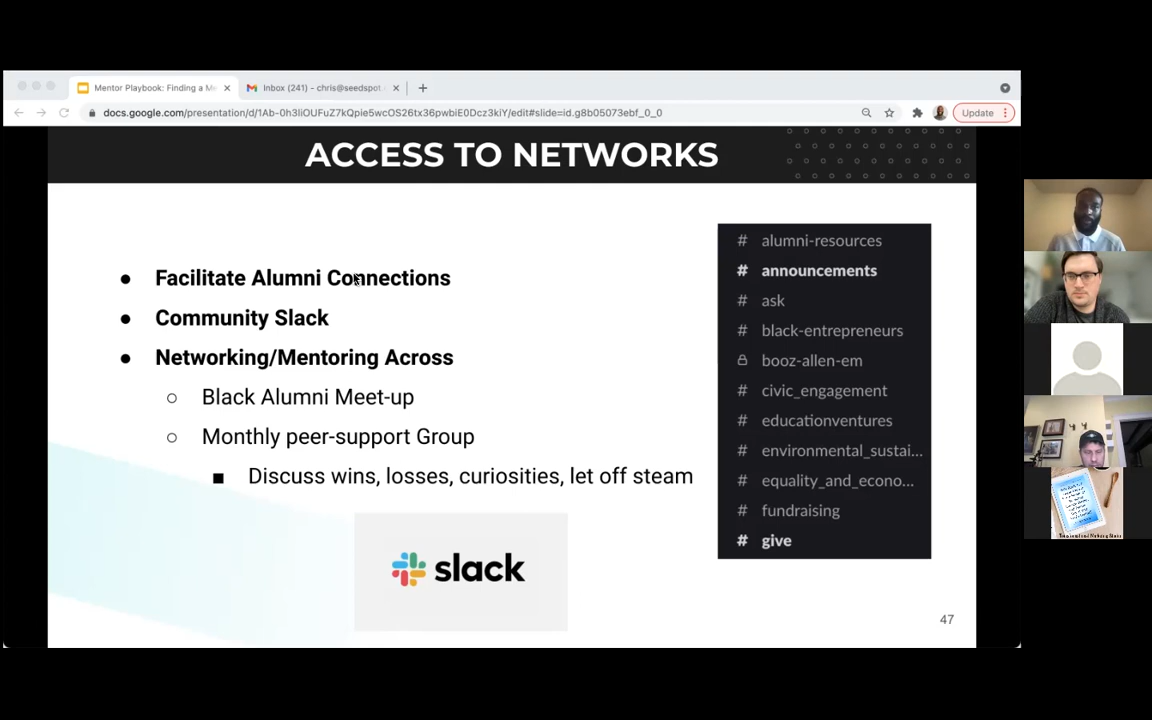 Mentor Playbook: Finding a Me
Inbox (241) - chris@seedspot.
docs.google.com/presentation/d/1Ab-0h3IiOUFuZ7kQpie5wcOS26tx36pwbiE0Dcz3kiY/edit#slide=id.g8b05073ebf_0_0
Update
ACCESS TO NETWORKS
● Facilitate Alumni Connections
● Community Slack
● Networking/Mentoring Across
○ Black Alumni Meet-up
○ Monthly peer-support Group
■ Discuss wins, losses, curiosities, let off steam
slack
# alumni-resources
# announcements
# ask
# black-entrepreneurs
booz-allen-em
# civic_engagement
# educationventures
# environmental_sustai...
# equality_and_econo...
# fundraising
# give
47